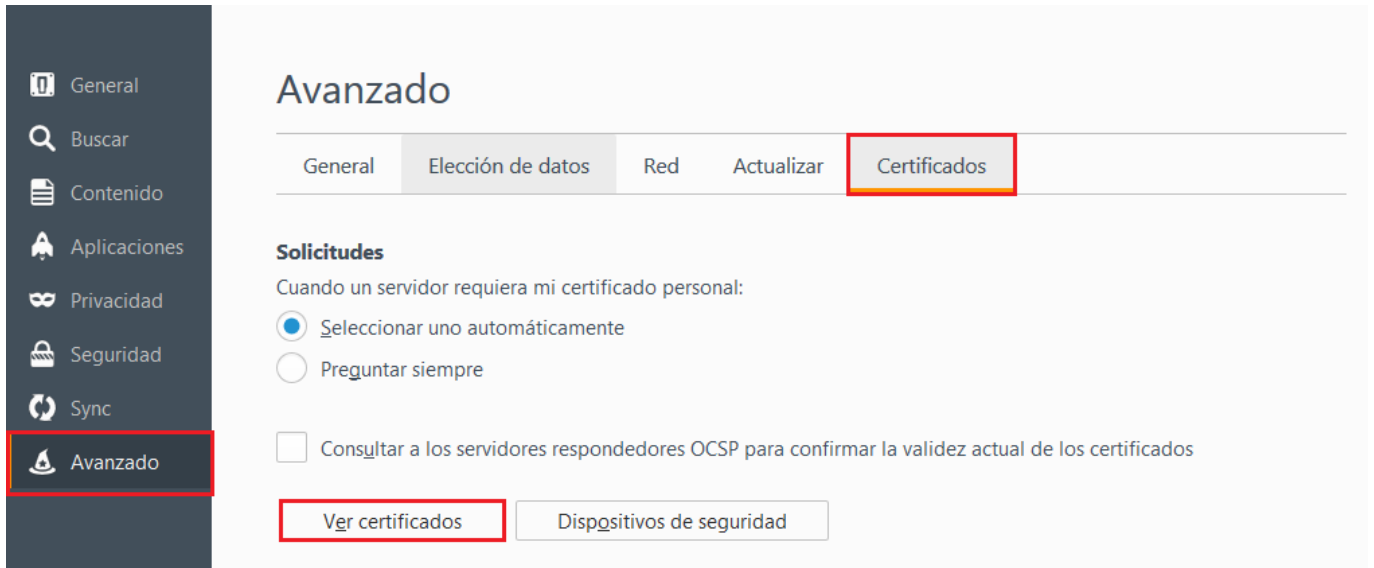 General
Buscar
Contenido
Aplicaciones
Privacidad
Seguridad
Sync
Avanzado
Avanzado
General Elección de datos Red Actualizar Certificados
Solicitudes
Cuando un servidor requiera mi certificado personal:
Seleccionar uno automáticamente
Preguntar siempre
Consultar a los servidores respondedores OCSP para confirmar la validez actual de los certificados
Ver certificados Dispositivos de seguridad